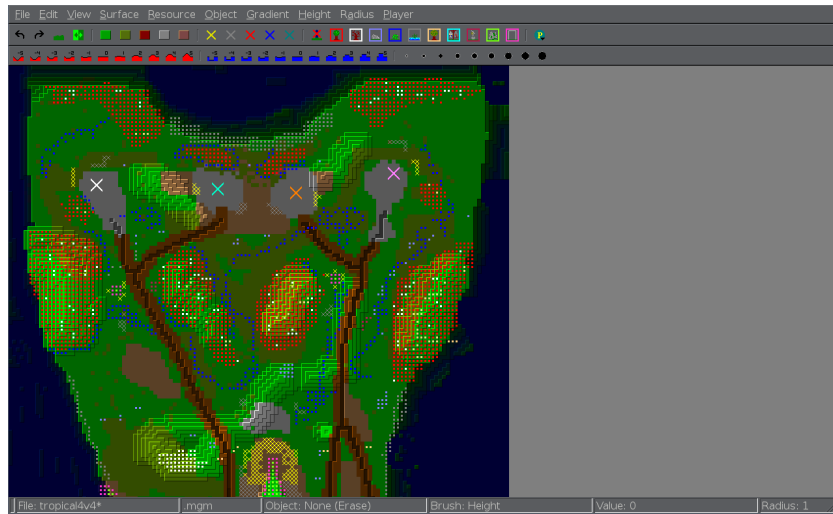 File Edit View Surface Resource Object Gradient Height Radius Player
File: tropical4v4* .mgm Object: None (Erase) Brush: Height Value: 0 Radius: 1